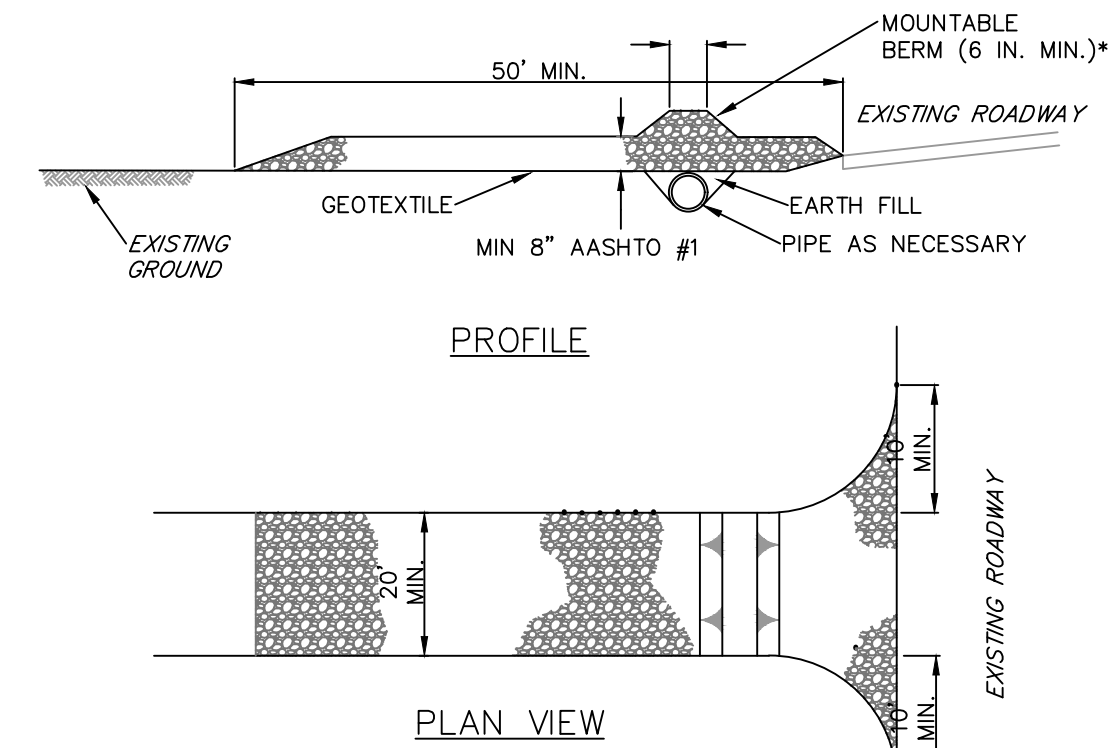 MOUNTABLE
BERM (6 IN. MIN.)*
50' MIN.
EXISTING ROADWAY
GEOTEXTILE
EARTH FILL
EXISTING
GROUND
MIN 8" AASHTO #1
PIPE AS NECESSARY
PROFILE
10'
MIN.
20'
MIN.
EXISTING ROADWAY
10'
MIN.
PLAN VIEW